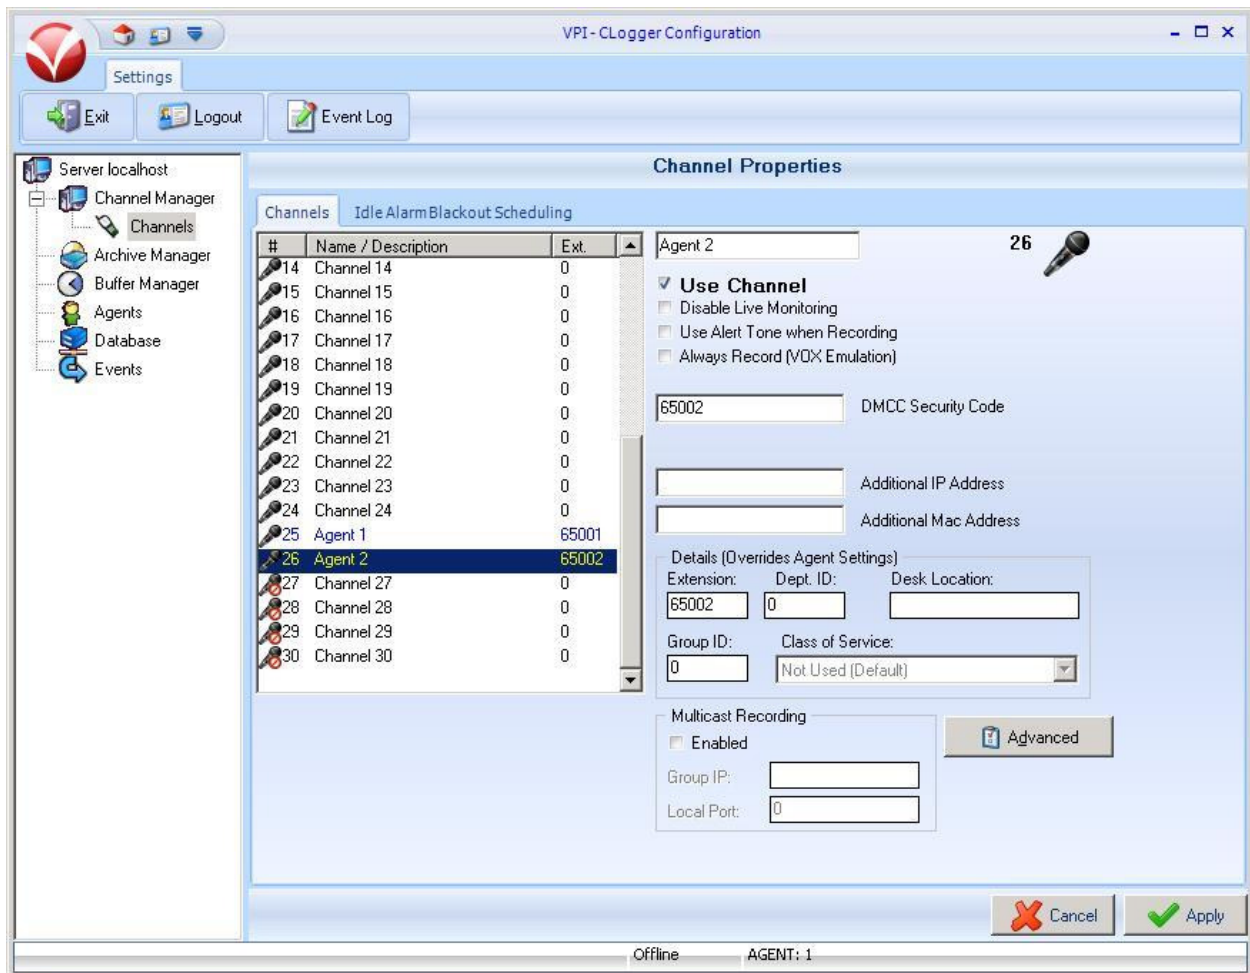 VPI - CLogger Configuration
Settings
Exit Logout Event Log
Server localhost
Channel Manager
Channels
Archive Manager
Buffer Manager
Agents
Database
Events
Channel Properties
Channels Idle Alarm Blackout Scheduling
# Name / Description Ext.
14 Channel 14 0
15 Channel 15 0
16 Channel 16 0
17 Channel 17 0
18 Channel 18 0
19 Channel 19 0
20 Channel 20 0
21 Channel 21 0
22 Channel 22 0
23 Channel 23 0
24 Channel 24 0
25 Agent 1 65001
26 Agent 2 65002
27 Channel 27 0
28 Channel 28 0
29 Channel 29 0
30 Channel 30 0
Agent 2 26
Use Channel
Disable Live Monitoring
Use Alert Tone when Recording
Always Record (VOX Emulation)
65002 DMCC Security Code
Additional IP Address
Additional Mac Address
Details (Overrides Agent Settings)
Extension: Dept. ID: Desk Location:
65002 0
Group ID: Class of Service:
0 Not Used (Default)
Multicast Recording
Enabled
Group IP:
Local Port: 0
Advanced
Cancel Apply
Offline AGENT: 1